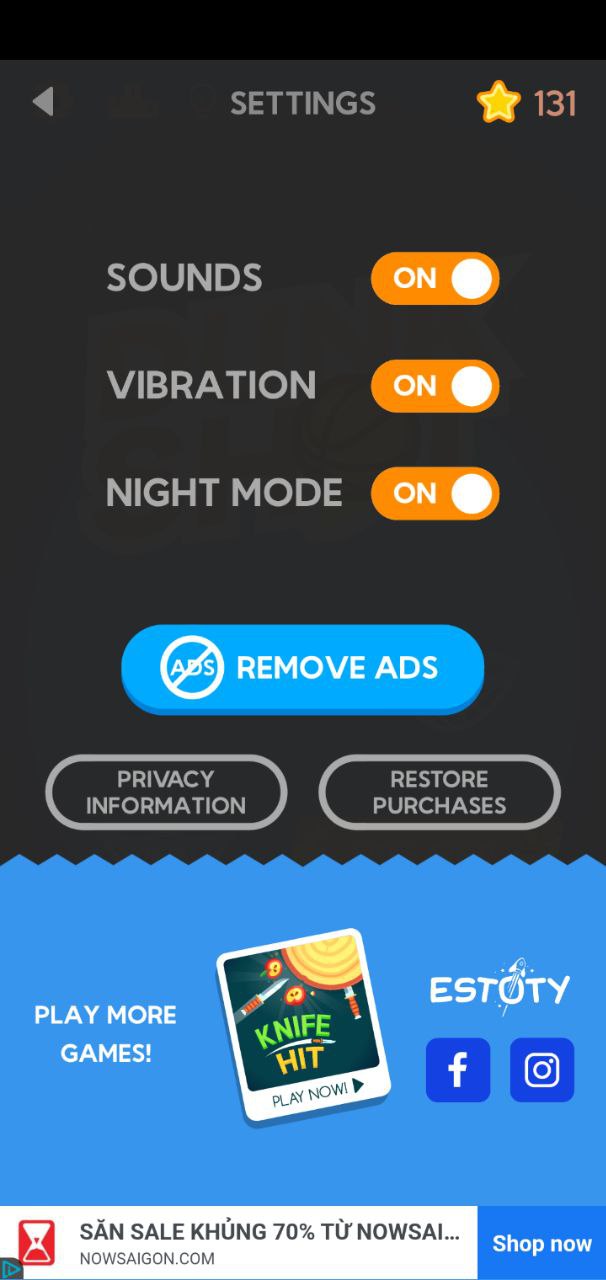 SETTINGS
131
SOUNDS
ON
VIBRATION
ON
NIGHT MODE
ON
ADS
REMOVE ADS
PRIVACY
INFORMATION
RESTORE
PURCHASES
PLAY MORE
GAMES!
KNIFE
HIT
PLAY NOW!
ESTOTY
SĂN SALE KHỦNG 70% TỪ NOWSAI...
NOWSAIGON.COM
Shop now